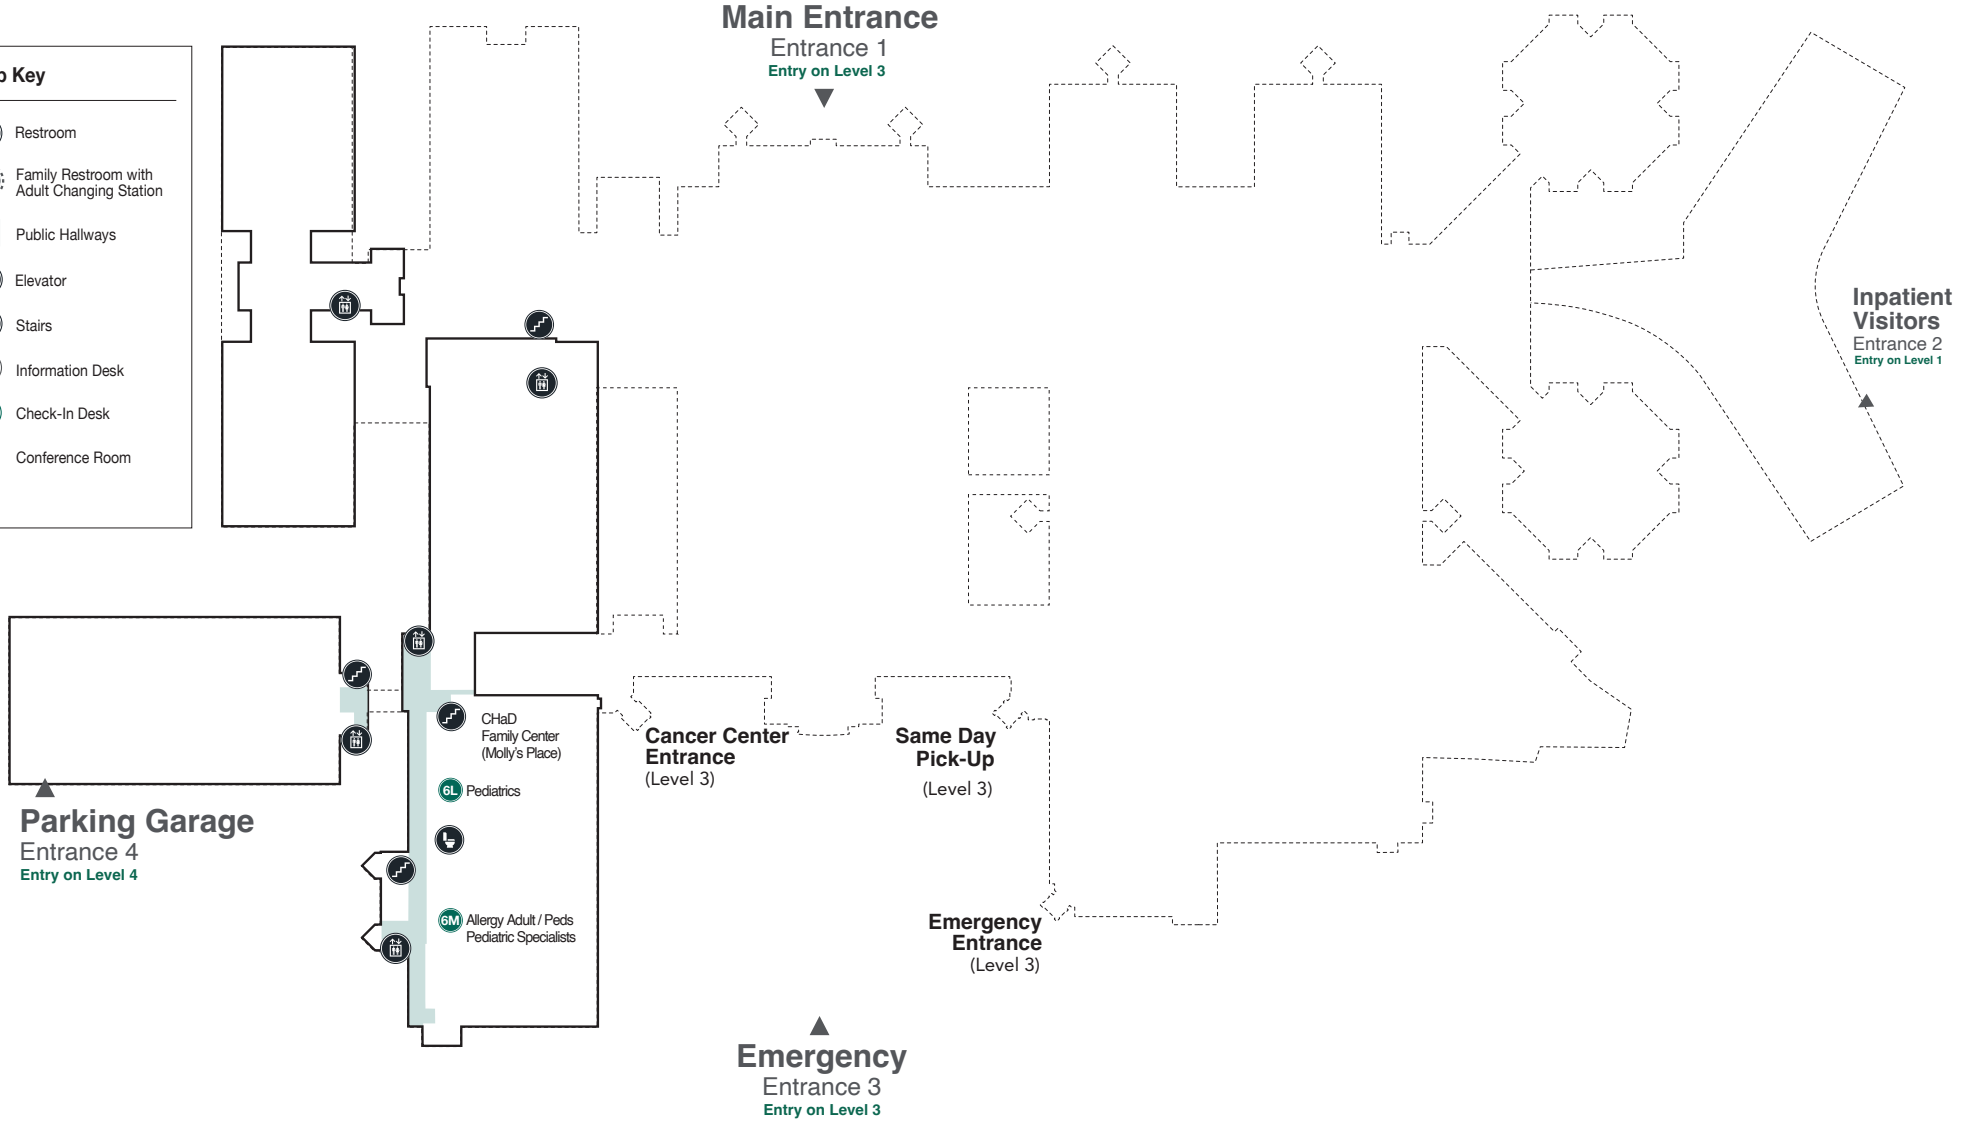 Main Entrance
Entrance 1
Entry on Level 3
Key
Restroom
Family Restroom with
Adult Changing Station
Public Hallways
Elevator
Stairs
Information Desk
Check-In Desk
Conference Room
Inpatient
Visitors
Entrance 2
Entry on Level 1
CHaD
Family Center
(Molly's Place)
6L Pediatrics
6M Allergy Adult / Peds
Pediatric Specialists
Cancer Center
Entrance
(Level 3)
Same Day
Pick-Up
(Level 3)
Parking Garage
Entrance 4
Entry on Level 4
Emergency
Entrance
(Level 3)
Emergency
Entrance 3
Entry on Level 3